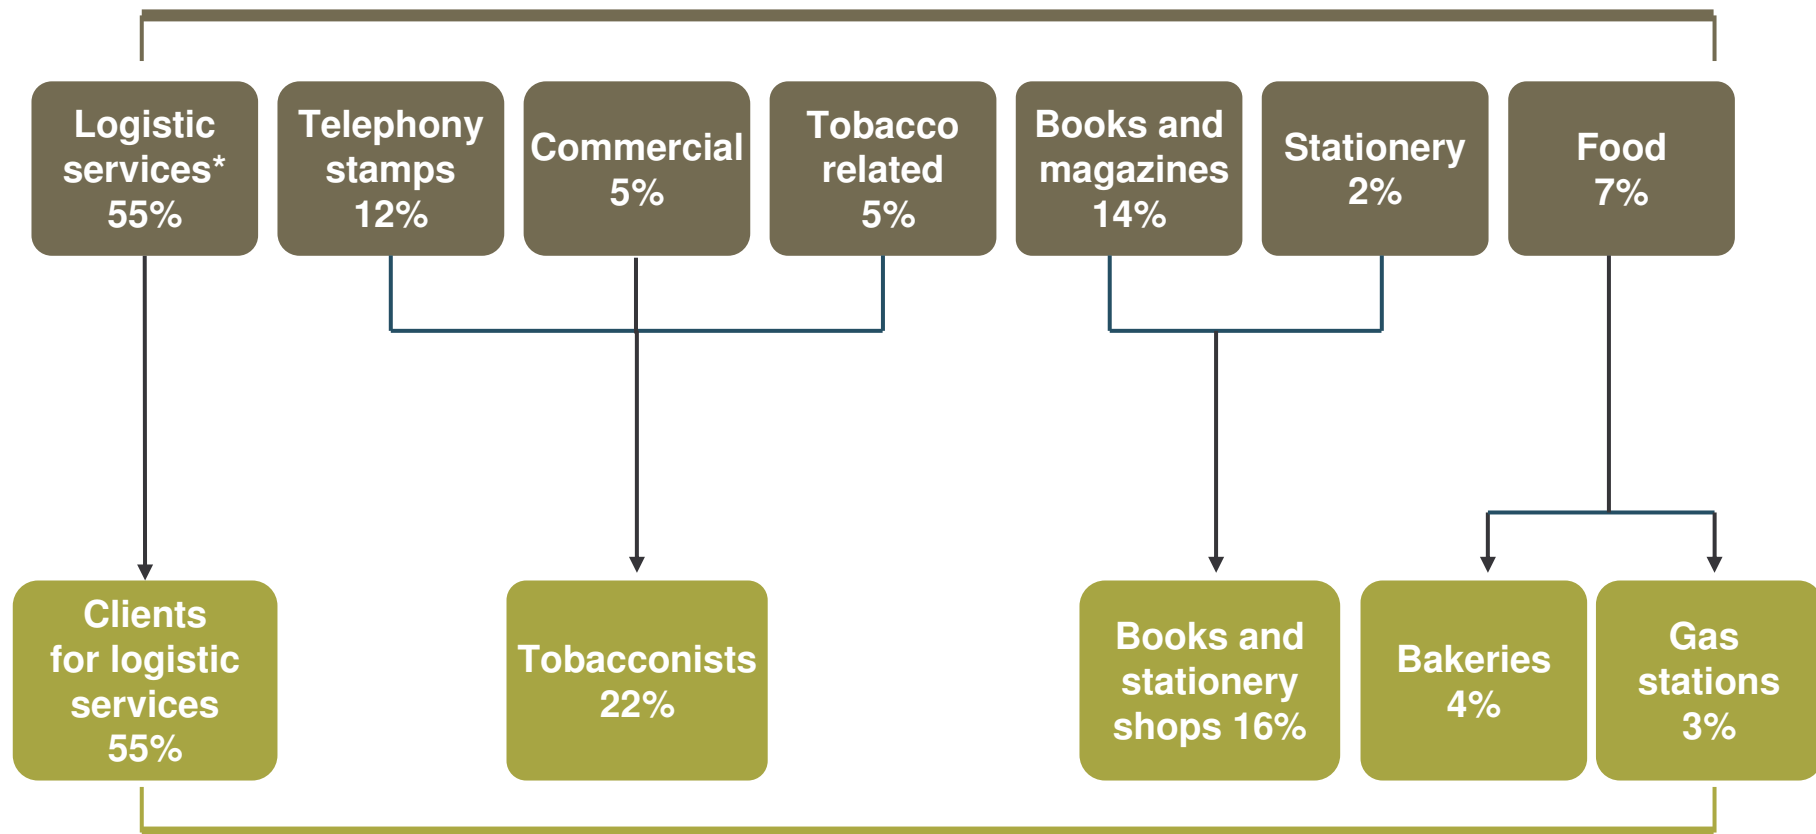 Logistic
services*
55%
Telephony
stamps
12%
Commercial
5%
Tobacco
related
5%
Books and
magazines
14%
Stationery
2%
Food
7%
Clients
for logistic
services
55%
Tobacconists
22%
Books and
stationery
shops 16%
Bakeries
4%
Gas
stations
3%